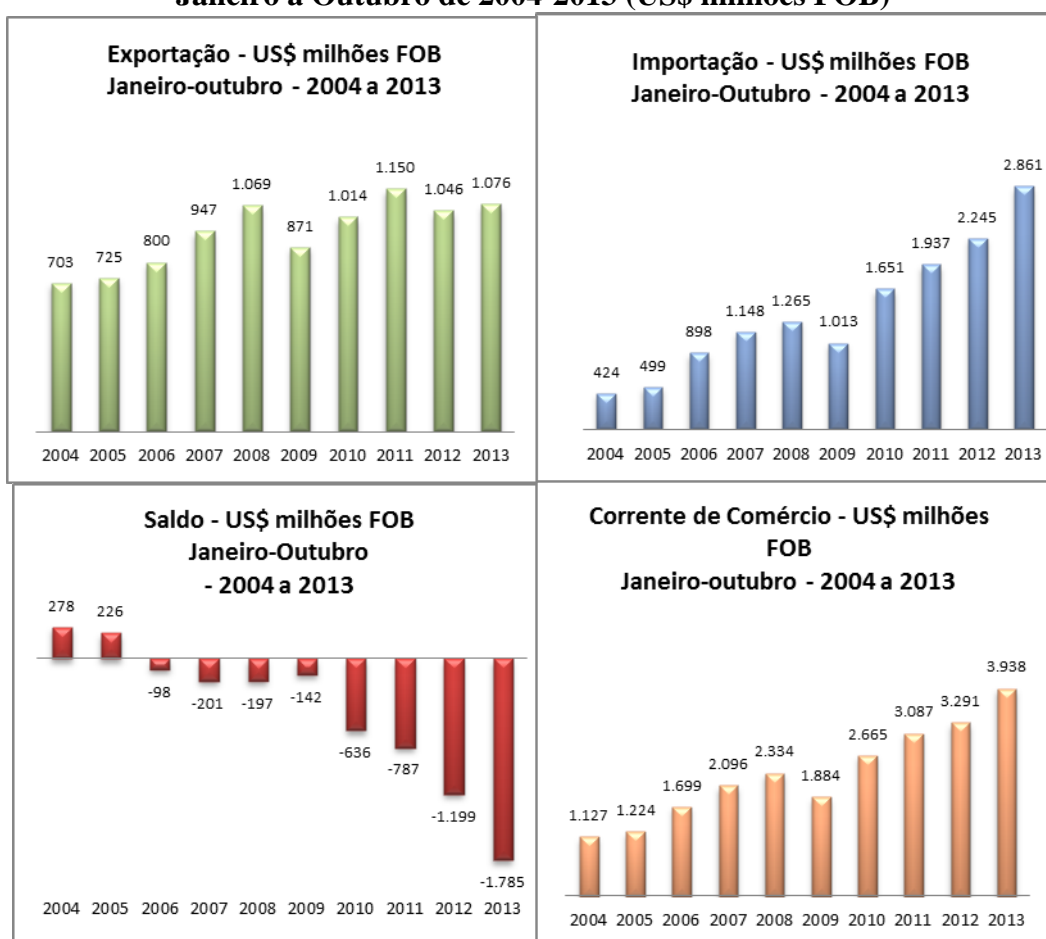 Janeiro a Outubro de 2004-2013 (US$ milhões FOB)
Exportação - US$ milhões FOB
Janeiro-outubro - 2004 a 2013
703 725 800 947 1.069 871 1.014 1.150 1.046 1.076
2004 2005 2006 2007 2008 2009 2010 2011 2012 2013
Importação - US$ milhões FOB
Janeiro-Outubro - 2004 a 2013
424 499 898 1.148 1.265 1.013 1.651 1.937 2.245 2.861
2004 2005 2006 2007 2008 2009 2010 2011 2012 2013
Saldo - US$ milhões FOB
Janeiro-Outubro
- 2004 a 2013
278 226 -98 -201 -197 -142 -636 -787 -1.199 -1.785
2004 2005 2006 2007 2008 2009 2010 2011 2012 2013
Corrente de Comércio - US$ milhões
FOB
Janeiro-outubro - 2004 a 2013
1.127 1.224 1.699 2.096 2.334 1.884 2.665 3.087 3.291 3.938
2004 2005 2006 2007 2008 2009 2010 2011 2012 2013